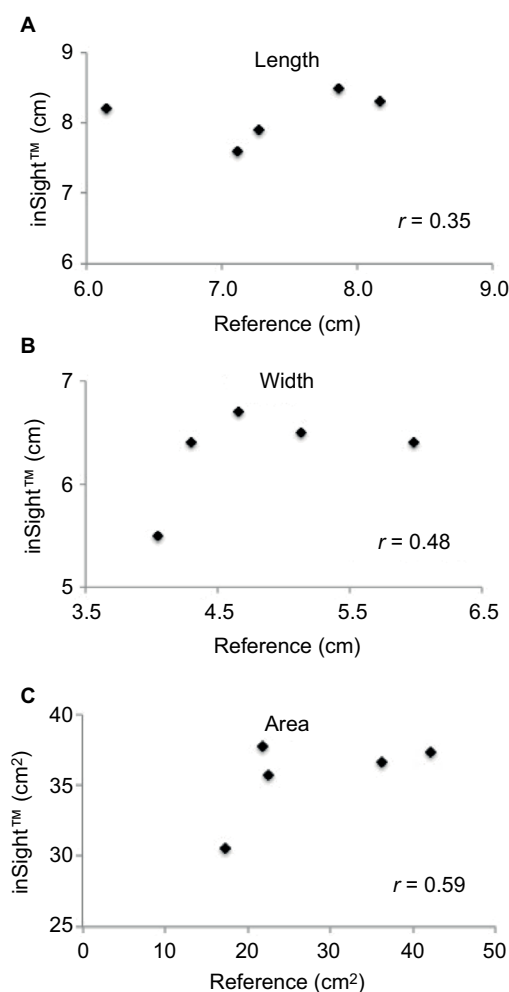 A
Length
9
8
7
6
inSight™ (cm)
r = 0.35
6.0 7.0 8.0 9.0
Reference (cm)
B
Width
7
6
5
inSight™ (cm)
r = 0.48
3.5 4.5 5.5 6.5
Reference (cm)
C
Area
40
35
30
25
inSight™ (cm²)
r = 0.59
0 10 20 30 40 50
Reference (cm²)